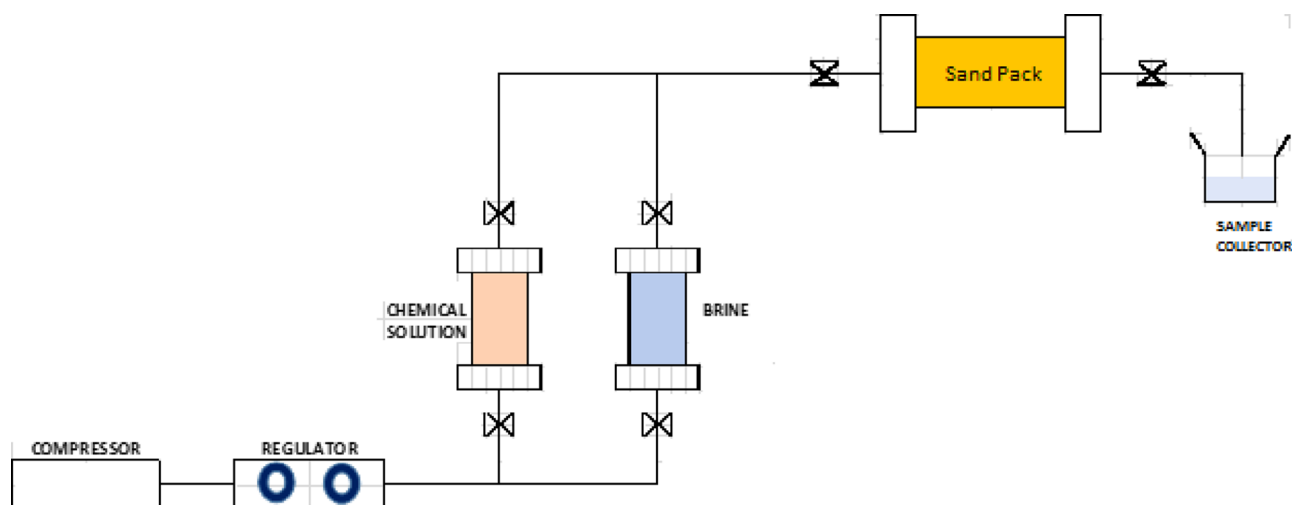 Sand Pack
SAMPLE
COLLECTOR
CHEMICAL
SOLUTION
BRINE
COMPRESSOR
REGULATOR